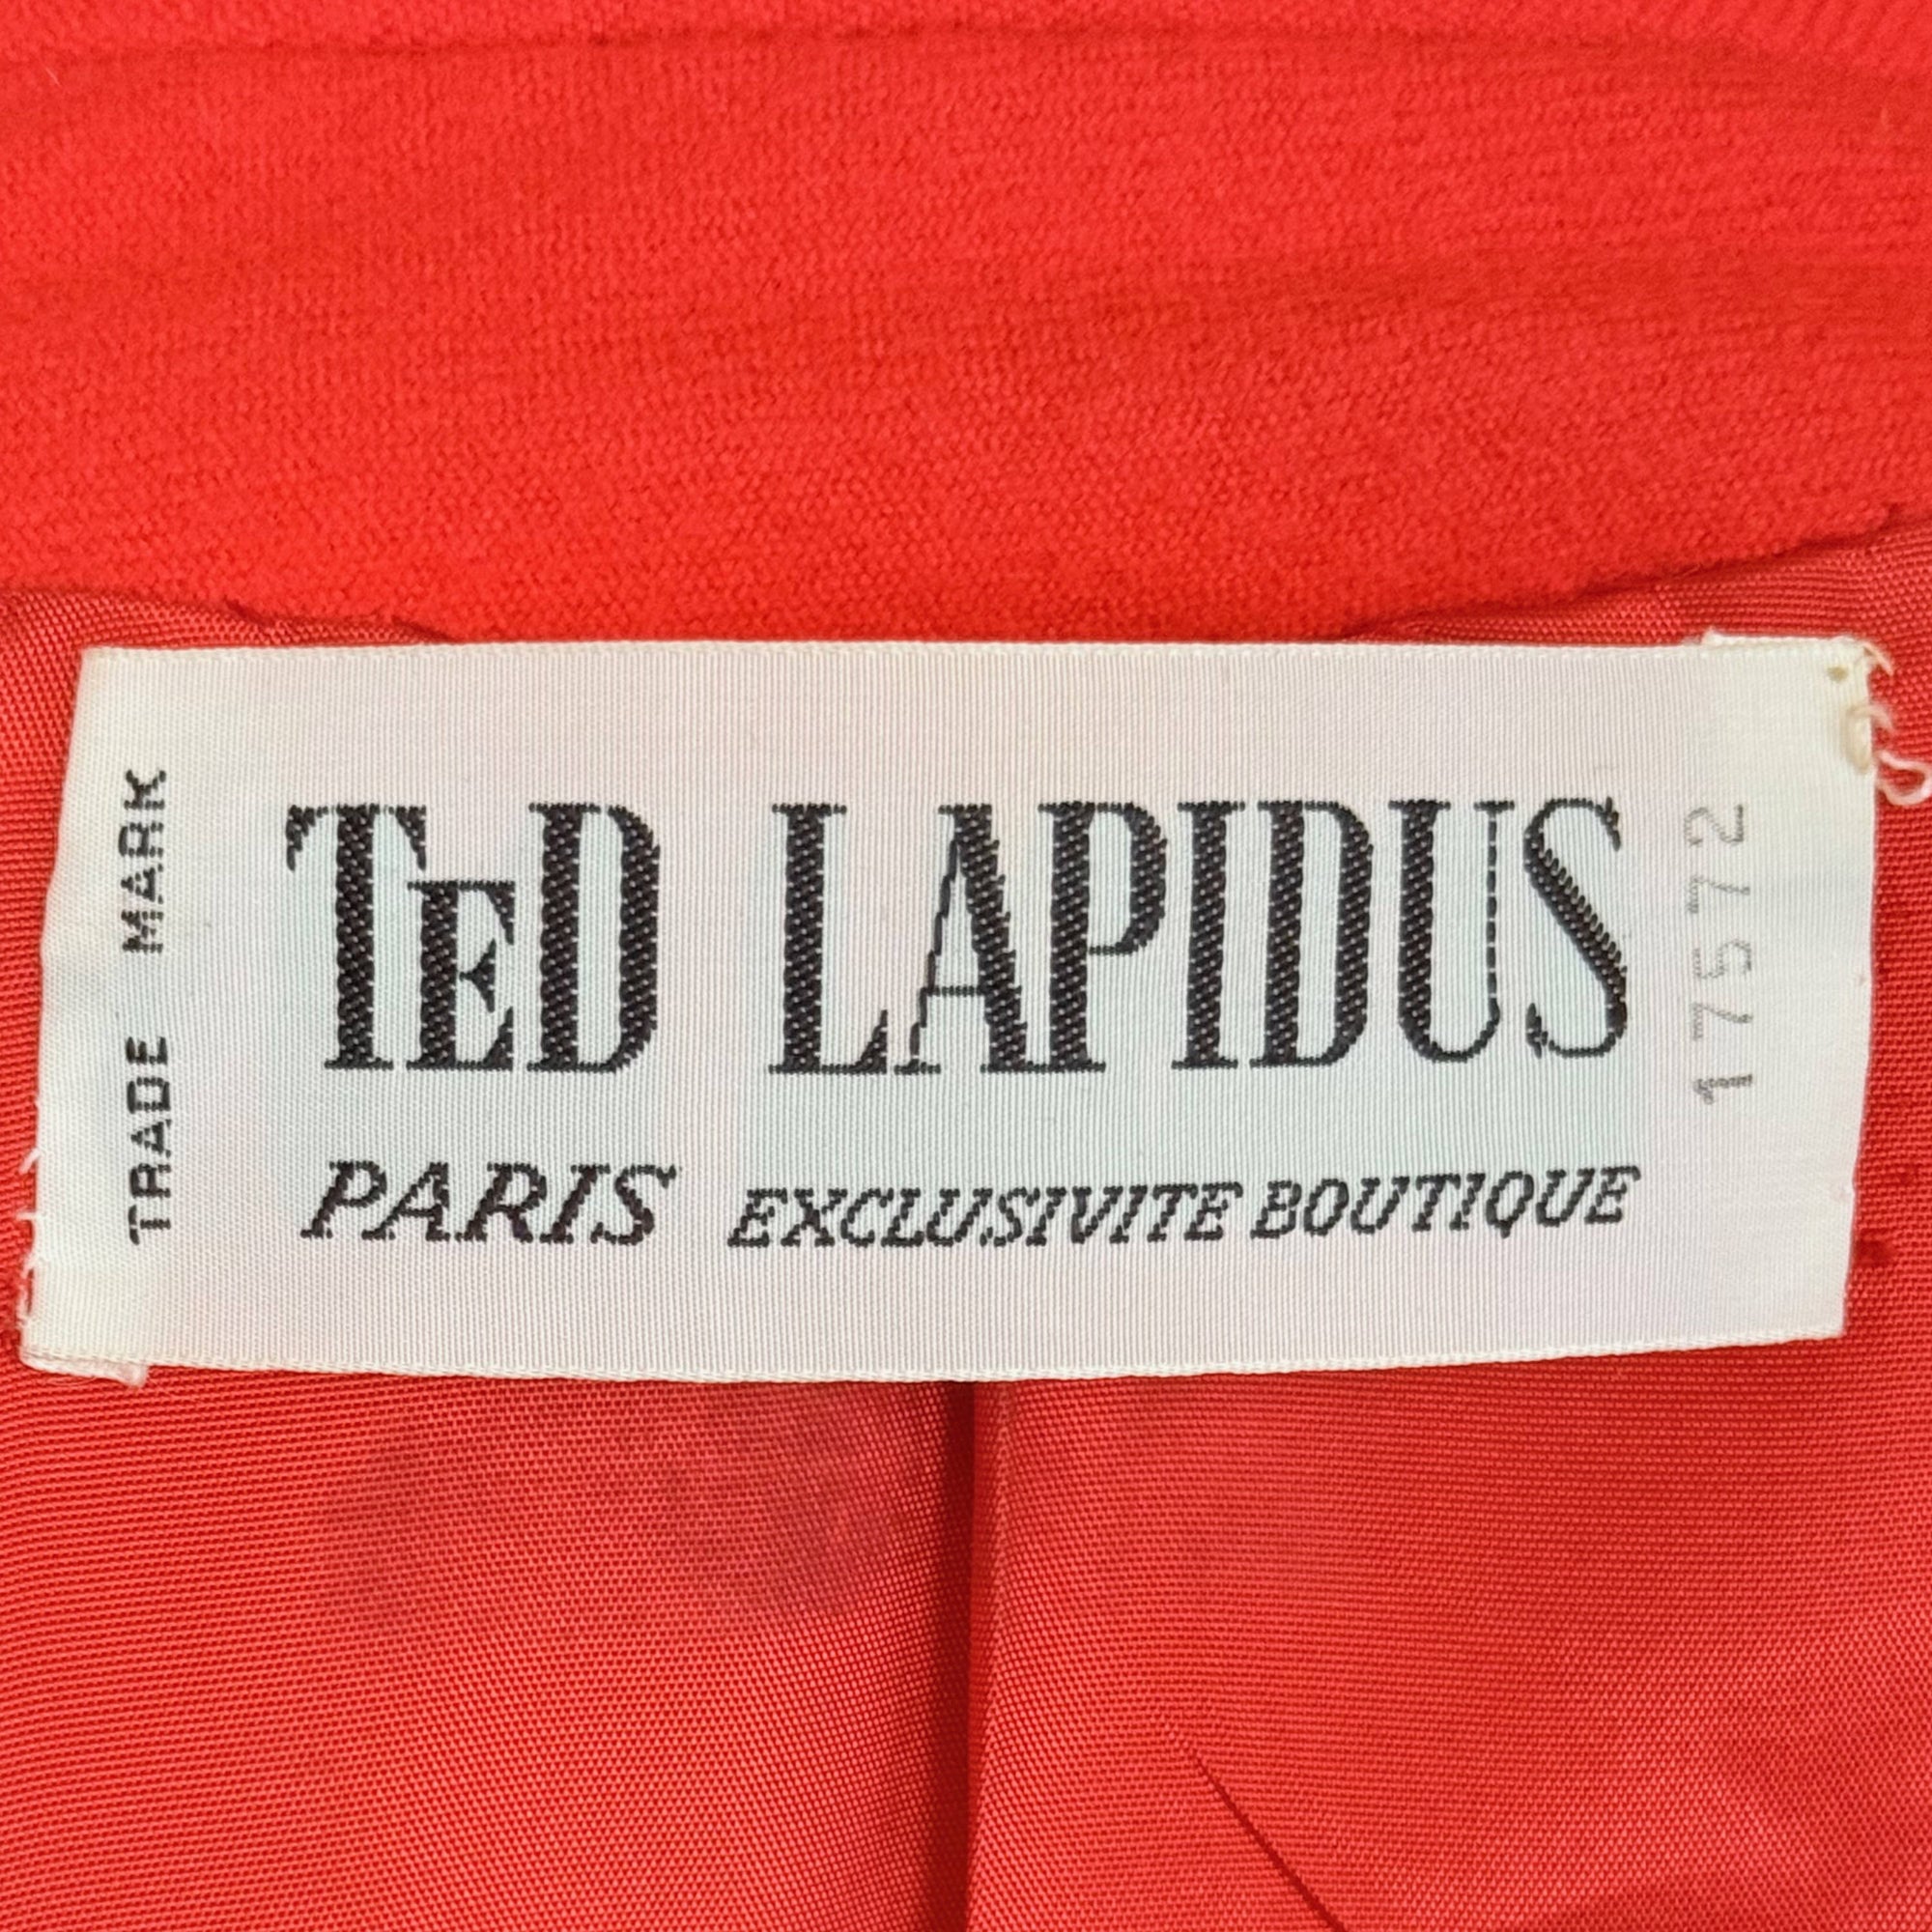 TRADE MARK
TED LAPIDUS
PARIS EXCLUSIVITE BOUTIQUE
17572